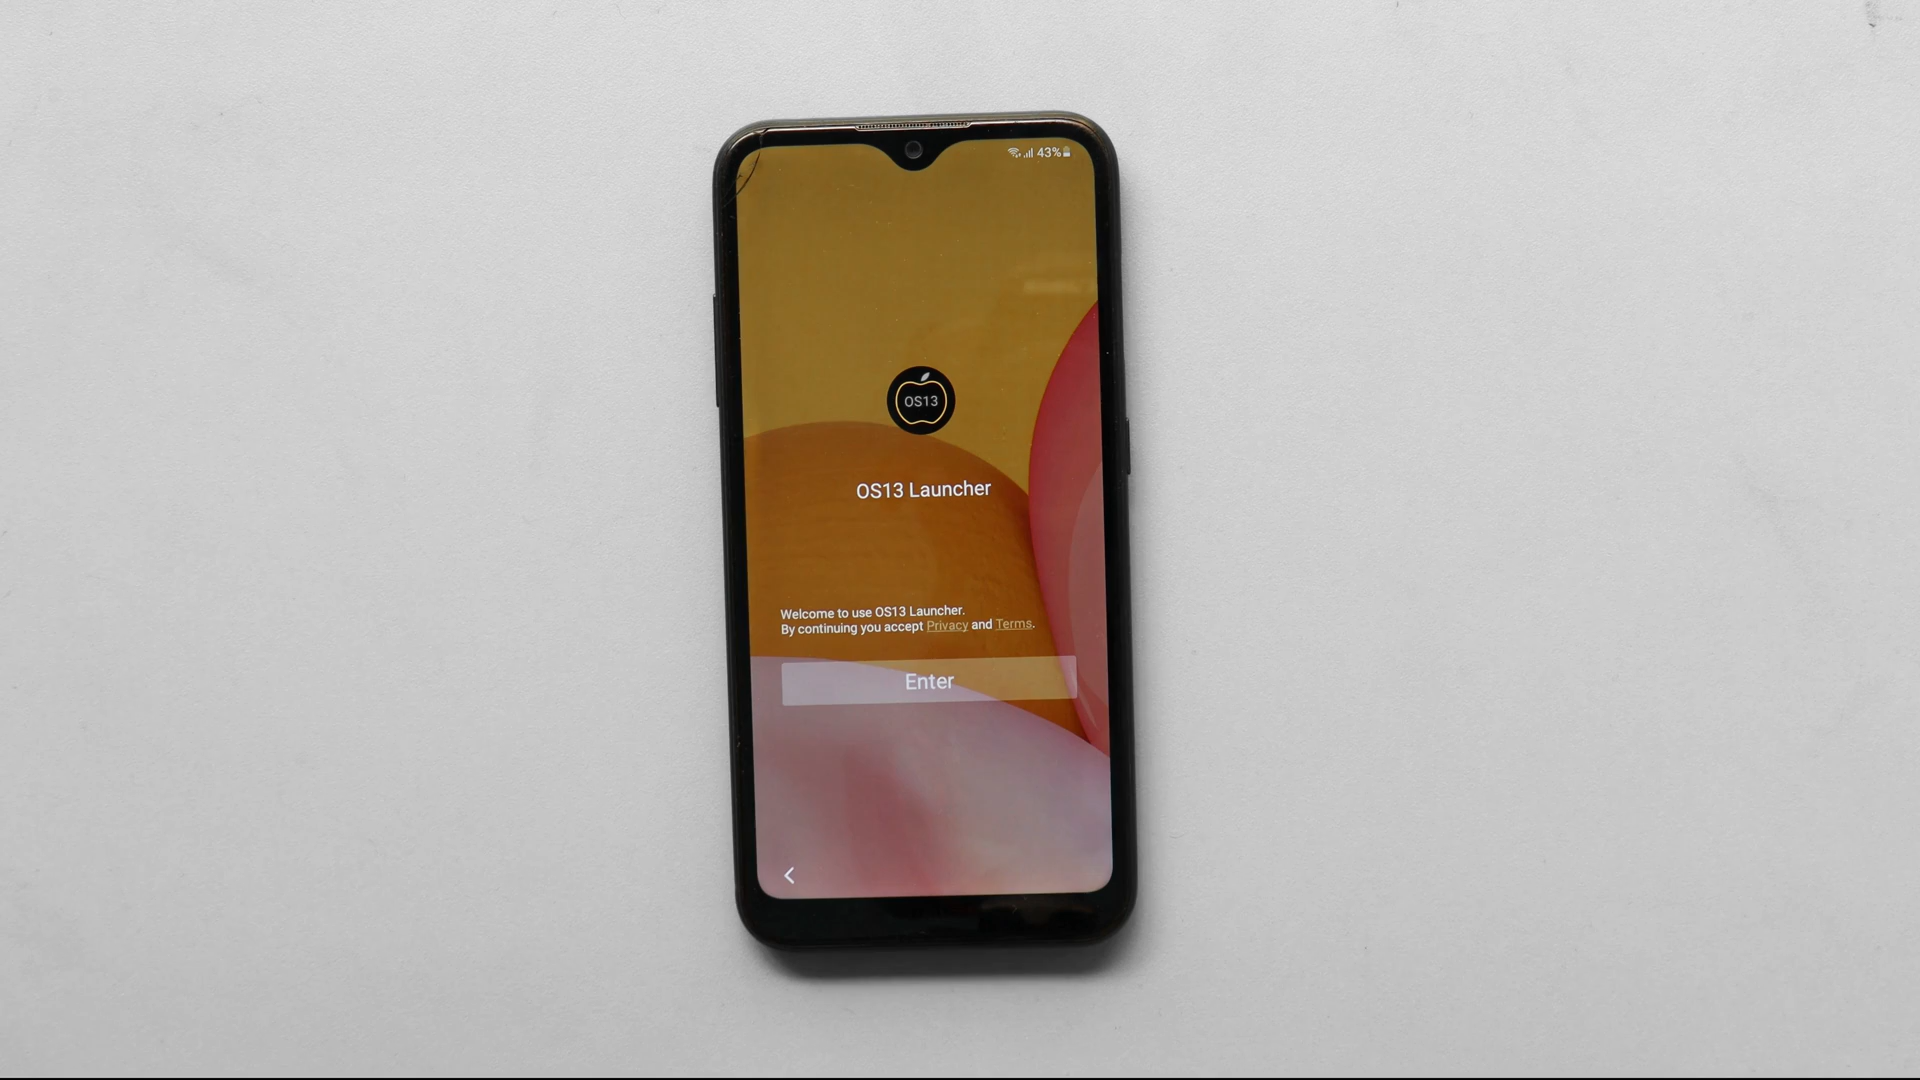 43%
OS13
OS13 Launcher
Welcome to use OS13 Launcher.
By continuing you accept Privacy and Terms.
Enter